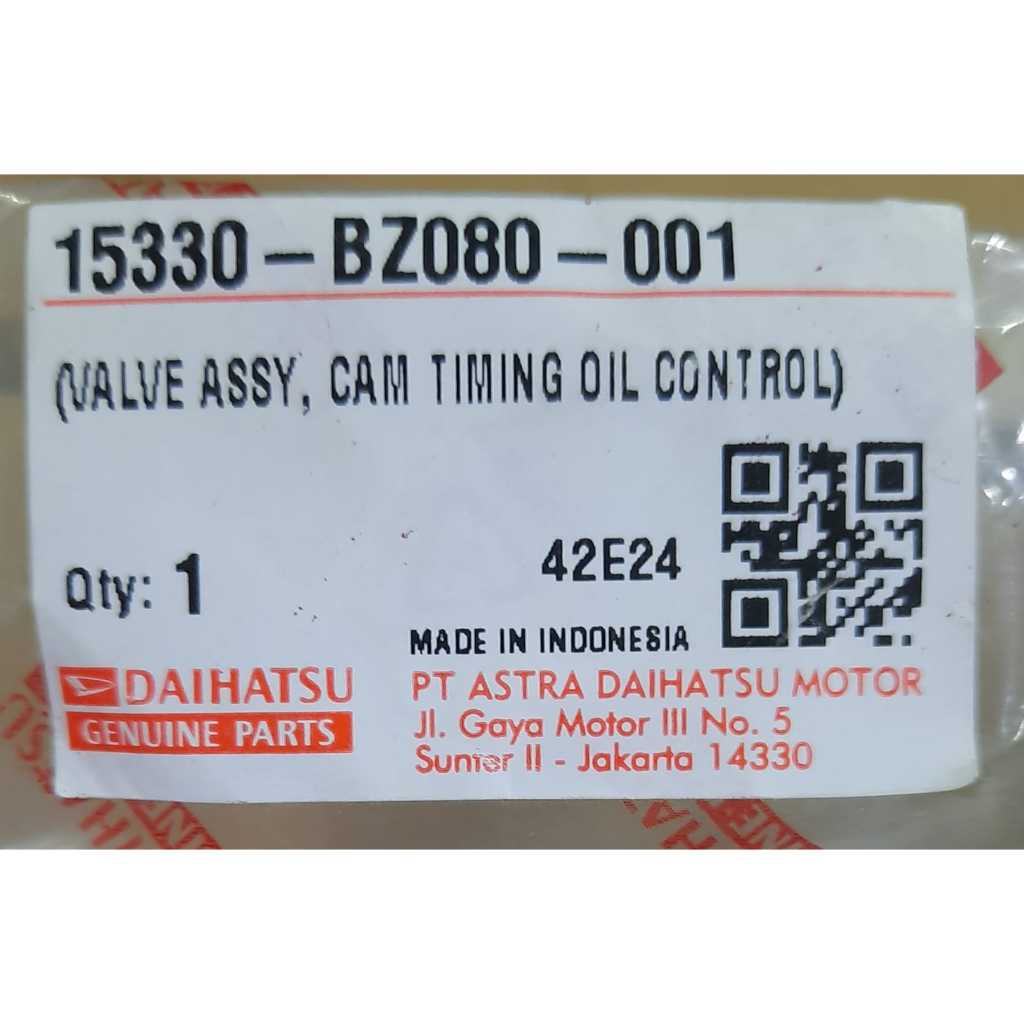 15330-BZ080-001
(VALVE ASSY, CAM TIMING OIL CONTROL)
Qty: 1
42E24
MADE IN INDONESIA
DAIHATSU
GENUINE PARTS
PT ASTRA DAIHATSU MOTOR
Jl. Gaya Motor III No. 5
Sunter II - Jakarta 14330